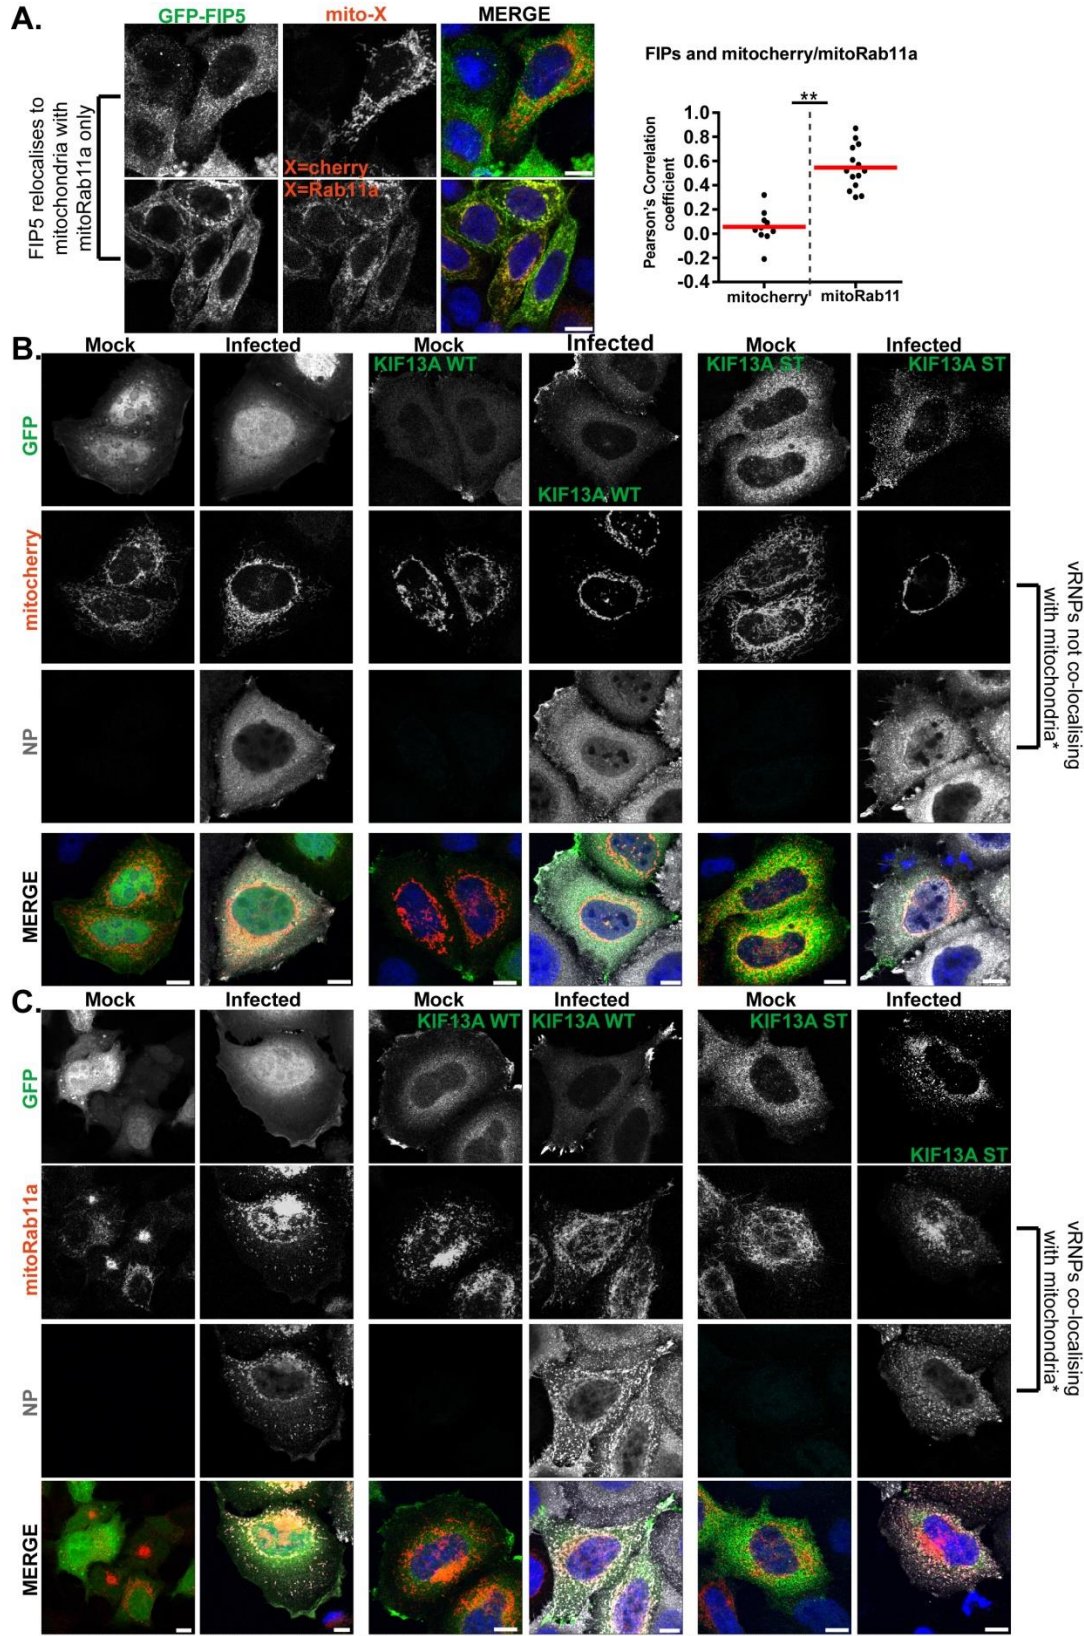 A.
GFP-FIP5
mito-X
MERGE
FIP5 relocalises to
mitochondria with
mitoRab11a only
X=cherry
X=Rab11a
FIPs and mitocherry/mitoRab11a
**
Pearson's Correlation
coefficient
1.0
0.8
0.6
0.4
0.2
0.0
-0.2
-0.4
mitocherry
mitoRab11
B.
Mock
Infected
Mock
Infected
Mock
Infected
GFP
KIF13A WT
KIF13A WT
KIF13A ST
KIF13A ST
mitocherry
NP
MERGE
vRNPs not co-localising
with mitochondria*
C.
Mock
Infected
Mock
Infected
Mock
Infected
GFP
KIF13A WT
KIF13A WT
KIF13A ST
KIF13A ST
mitoRab11a
NP
MERGE
vRNPs co-localising
with mitochondria*